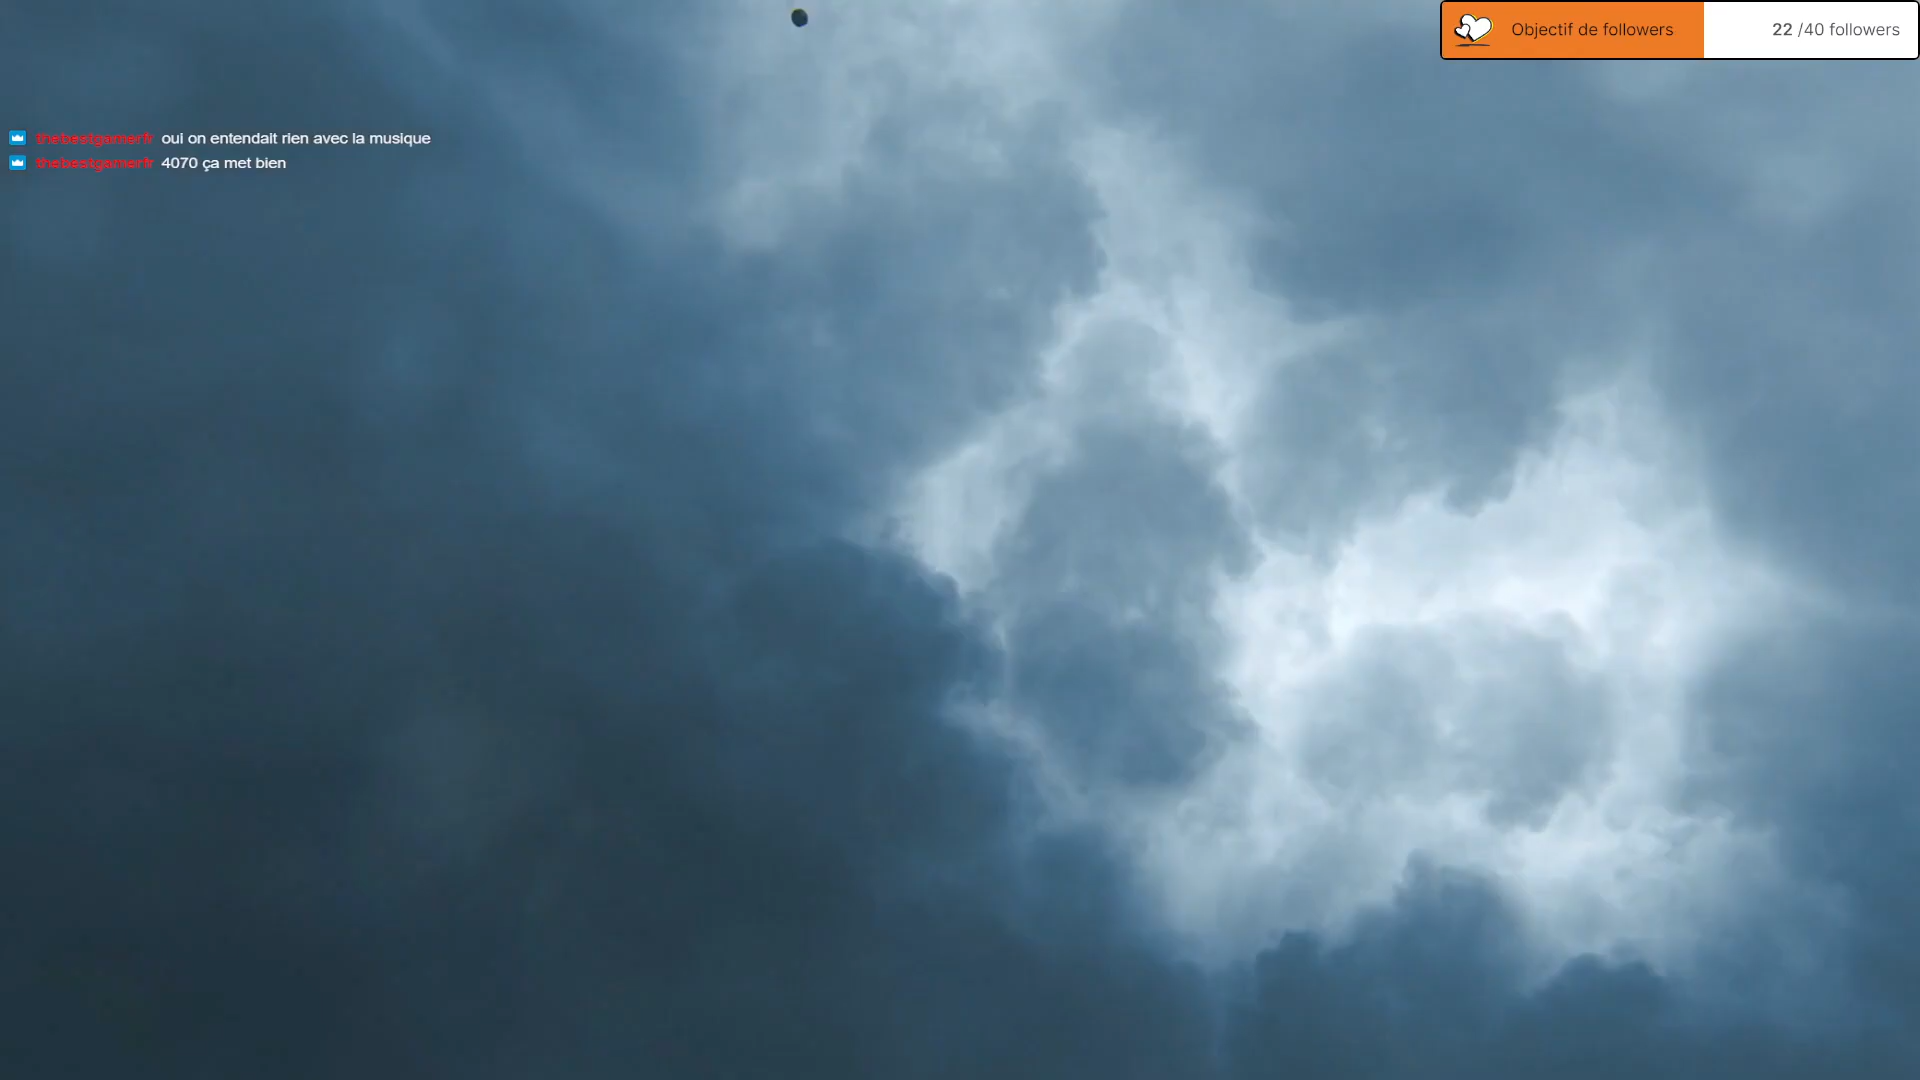 Objectif de followers 22 /40 followers
thebestgamerfr oui on entendait rien avec la musique
thebestgamerfr 4070 ça met bien